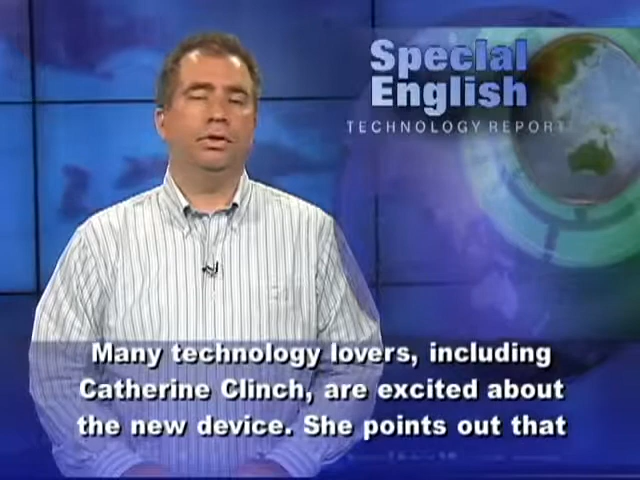 Special
English
TECHNOLOGY REPORT
Many technology lovers, including
Catherine Clinch, are excited about
the new device. She points out that